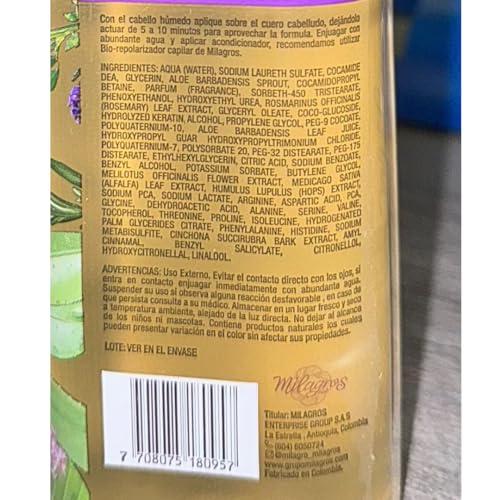 Con el cabello húmedo aplique sobre el cuero cabelludo, dejándolo
actuar de 5 a 10 minutos para aprovechar la formula. Enjuagar con
abundante agua y aplicar acondicionador, recomendamos utilizar
Bio-repolarizador capilar de Milagros.
INGREDIENTES: AQUA (WATER), SODIUM LAURETH SULFATE, COCAMIDE
DEA, GLYCERIN, ALOE BARBADENSIS SPROUT, COCAMIDOPROPYL
BETAINE, PARFUM (FRAGRANCE), SORBETH-450 TRISTEARATE,
PHENOXYETHANOL, HYDROXYETHYL UREA, ROSMARINUS OFFICINALIS
(ROSEMARY) LEAF EXTRACT, GLYCERYL OLEATE, COCO-GLUCOSIDE,
HYDROLYZED KERATIN, ALCOHOL, PROPYLENE GLYCOL, PEG-9 COCOATE,
POLYQUATERNIUM-10, ALOE BARBADENSIS LEAF JUICE,
HYDROXYPROPYL GUAR HYDROXYPROPYLTRIMONIUM CHLORIDE,
POLYQUATERNIUM-7, POLYSORBATE 20, PEG-32 DISTEARATE, PEG-175
DISTEARATE, ETHYLHEXYLGLYCERIN, CITRIC ACID, SODIUM BENZOATE,
BENZYL ALCOHOL, POTASSIUM SORBATE, BUTYLENE GLYCOL,
MELILOTUS OFFICINALIS FLOWER EXTRACT, MEDICAGO SATIVA
(ALFALFA) LEAF EXTRACT, HUMULUS LUPULUS (HOPS) EXTRACT,
SODIUM PCA, SODIUM LACTATE, ARGININE, ASPARTIC ACID, PCA,
GLYCINE, DEHYDROACETIC ACID, ALANINE, SERINE, VALINE,
TOCOPHEROL, THREONINE, PROLINE, ISOLEUCINE, HYDROGENATED
PALM GLYCERIDES CITRATE, PHENYLALANINE, HISTIDINE, SODIUM
METABISULFITE, CINCHONA SUCCIRUBRA BARK EXTRACT, AMYL
CINNAMAL, BENZYL SALICYLATE, CITRONELLOL,
HYDROXYCITRONELLAL, LINALOOL.
ADVERTENCIAS: Uso Externo. Evitar el contacto directo con los ojos, si
entra en contacto enjuagar inmediatamente con abundante agua.
Suspender su uso si observa alguna reacción desfavorable, en caso de
que persista consulte a su médico. Almacenar en un lugar fresco y seco
a temperatura ambiente, alejado de la luz directa. No dejar al alcance
de los niños ni mascotas. Contiene productos naturales los cuales
pueden presentar variación en el color sin afectar sus propiedades.
LOTE: VER EN EL ENVASE
7 708075 180957
Milagros
Titular: MILAGROS
ENTERPRISE GROUP S.A.S
La Estrella, Antioquia, Colombia
(604) 6050724
@milagros_milagros
www.grupomilagros.com
Fabricado en Colombia.